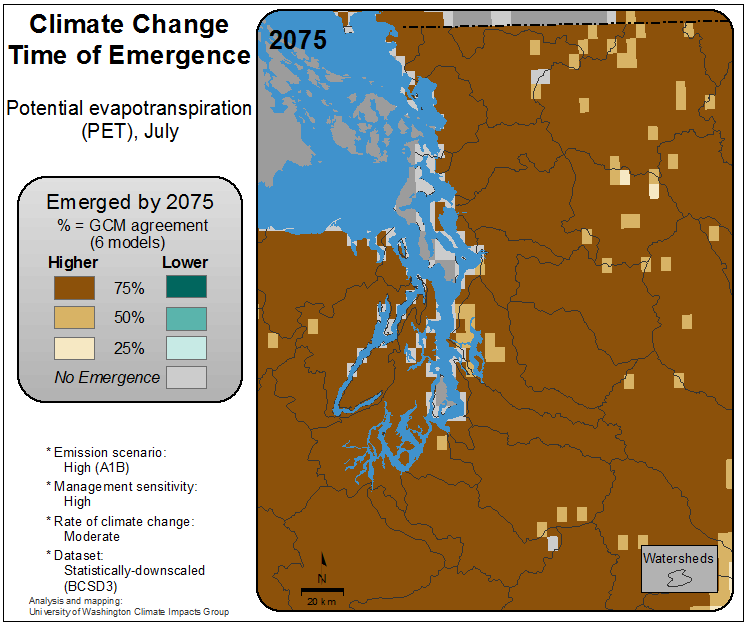 Climate Change
Time of Emergence
Potential evapotranspiration
(PET), July
Emerged by 2075
% = GCM agreement
(6 models)
Higher Lower
75%
50%
25%
No Emergence
* Emission scenario:
High (A1B)
* Management sensitivity:
High
* Rate of climate change:
Moderate
* Dataset:
Statistically-downscaled
(BCSD3)
Analysis and mapping:
University of Washington Climate Impacts Group
2075
N
20 km
Watersheds